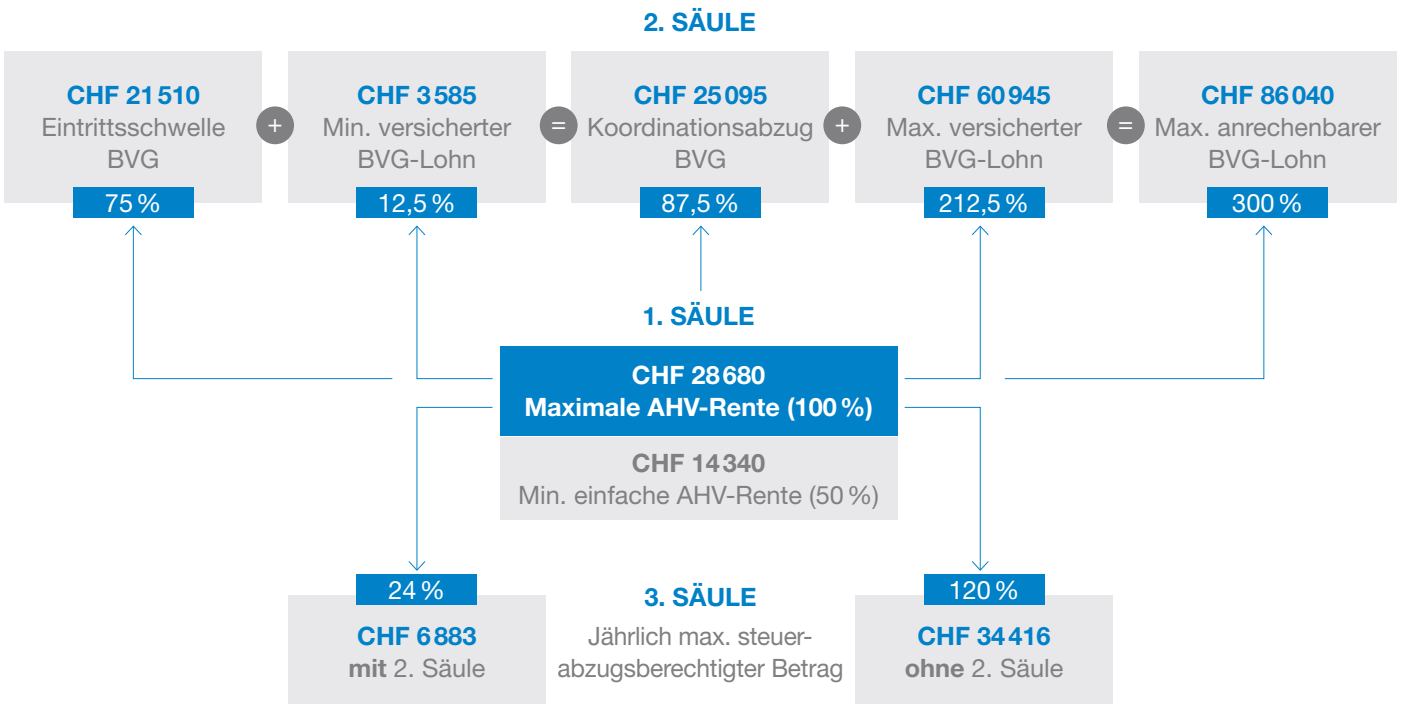 2. SÄULE
CHF 21 510
Eintrittsschwelle
BVG
75 %
+
CHF 3 585
Min. versicherter
BVG-Lohn
12,5 %
=
CHF 25 095
Koordinationsabzug
BVG
87,5 %
+
CHF 60 945
Max. versicherter
BVG-Lohn
212,5 %
=
CHF 86 040
Max. anrechenbarer
BVG-Lohn
300 %
1. SÄULE
CHF 28 680
Maximale AHV-Rente (100 %)
CHF 14 340
Min. einfache AHV-Rente (50 %)
24 %
CHF 6 883
mit 2. Säule
3. SÄULE
Jährlich max. steuer-
abzugsberechtigter Betrag
120 %
CHF 34 416
ohne 2. Säule